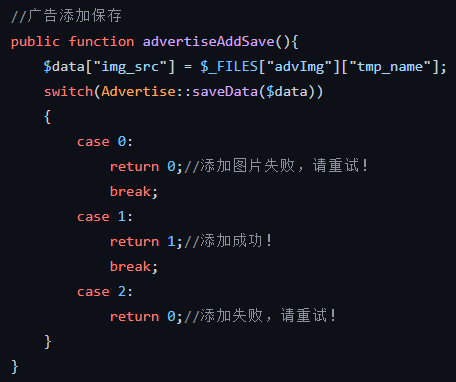 //广告添加保存
public function advertiseAddSave(){
    $data["img_src"] = $_FILES["advImg"]["tmp_name"];
    switch(Advertise::saveData($data))
    {
        case 0:
            return 0;//添加图片失败，请重试！
            break;
        case 1:
            return 1;//添加成功！
            break;
        case 2:
            return 0;//添加失败，请重试！
    }
}